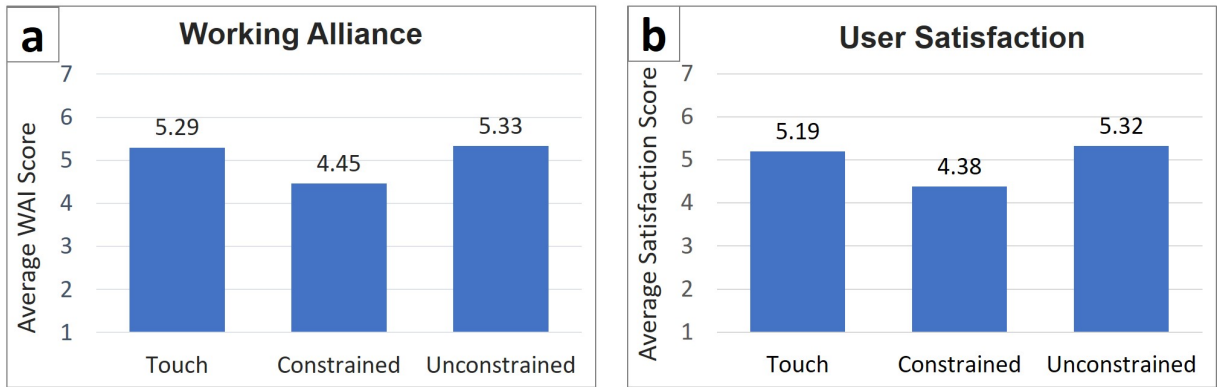 a
Working Alliance
Average WAI Score
7
6
5
4
3
2
1
5.29
4.45
5.33
Touch
Constrained
Unconstrained
b
User Satisfaction
Average Satisfaction Score
7
6
5
4
3
2
1
5.19
4.38
5.32
Touch
Constrained
Unconstrained